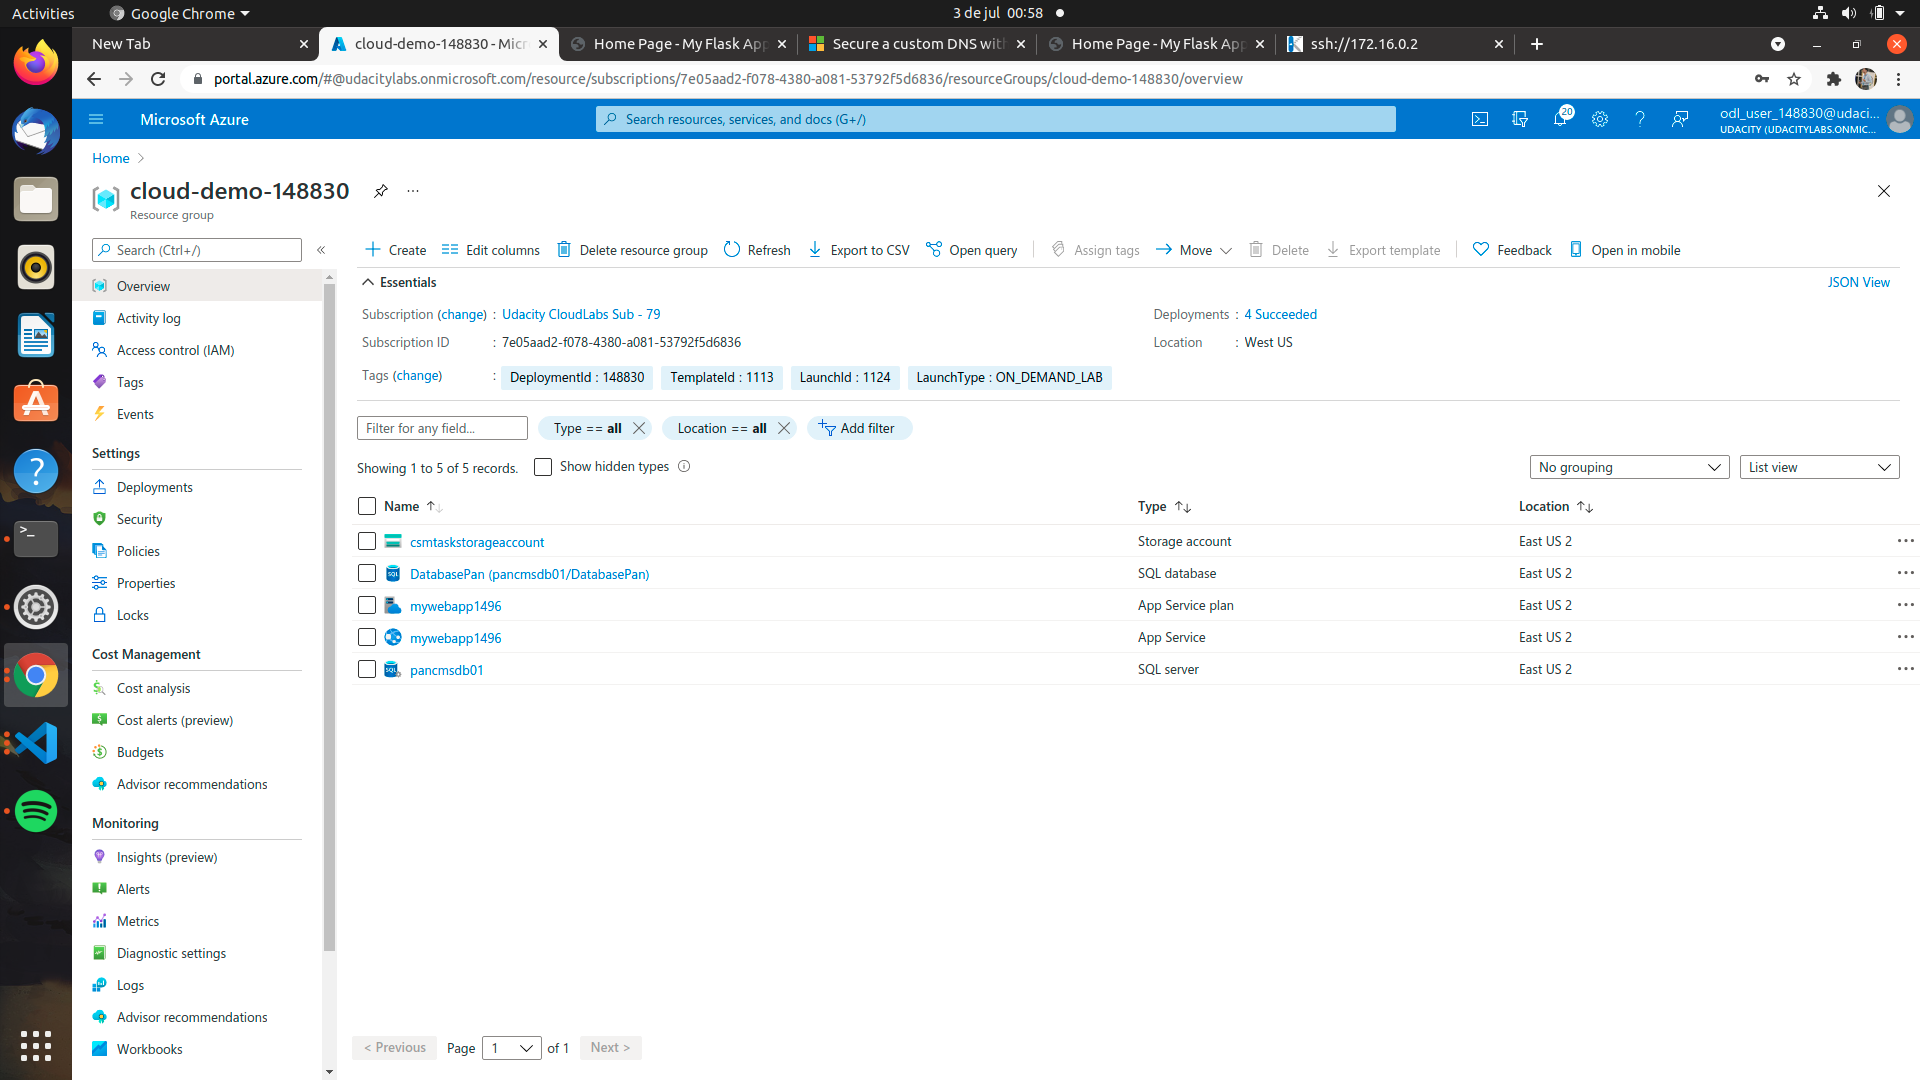 Activities
Google Chrome
3 de jul 00:58
New Tab
cloud-demo-148830 - Micr
Home Page - My Flask App
Secure a custom DNS with
Home Page - My Flask App
ssh://172.16.0.2
portal.azure.com/#@udacitylabs.onmicrosoft.com/resource/subscriptions/7e05aad2-f078-4380-a081-53792f5d6836/resourceGroups/cloud-demo-148830/overview
Microsoft Azure
Search resources, services, and docs (G+/)
20
odl_user_148830@udaci...
UDACITY (UDACITYLABS.ONMIC...
Home
cloud-demo-148830
Resource group
Search (Ctrl+/)
«
Create
Edit columns
Delete resource group
Refresh
Export to CSV
Open query
Assign tags
Move
Delete
Export template
Feedback
Open in mobile
Overview
Activity log
Access control (IAM)
Tags
Events
Settings
Deployments
Security
Policies
Properties
Locks
Cost Management
Cost analysis
Cost alerts (preview)
Budgets
Advisor recommendations
Monitoring
Insights (preview)
Alerts
Metrics
Diagnostic settings
Logs
Advisor recommendations
Workbooks
Essentials
JSON View
Subscription (change) : Udacity CloudLabs Sub - 79
Deployments : 4 Succeeded
Subscription ID : 7e05aad2-f078-4380-a081-53792f5d6836
Location : West US
Tags (change) : DeploymentId : 148830 TemplateId : 1113 LaunchId : 1124 LaunchType : ON_DEMAND_LAB
Filter for any field...
Type == all
Location == all
Add filter
Showing 1 to 5 of 5 records.
Show hidden types
No grouping
List view
Name Type Location
csmtaskstorageaccount Storage account East US 2
DatabasePan (pancmsdb01/DatabasePan) SQL database East US 2
mywebapp1496 App Service plan East US 2
mywebapp1496 App Service East US 2
pancmsdb01 SQL server East US 2
< Previous
Page 1 of 1
Next >